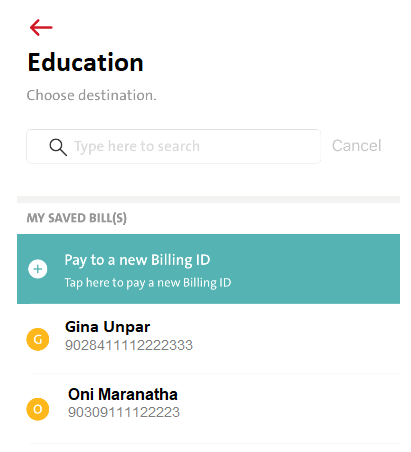 Education
Choose destination.
Type here to search
Cancel
MY SAVED BILL(S)
Pay to a new Billing ID
Tap here to pay a new Billing ID
G
Gina Unpar
9028411112222333
O
Oni Maranatha
90309111122223